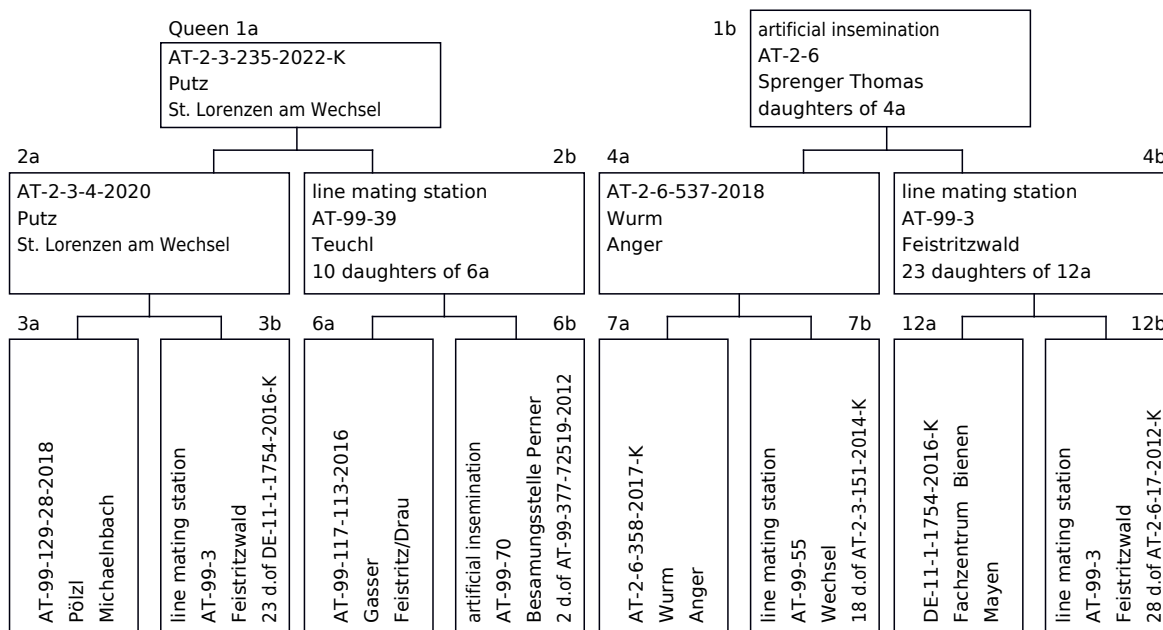 Queen 1a
AT-2-3-235-2022-K
Putz
St. Lorenzen am Wechsel
1b
artificial insemination
AT-2-6
Sprenger Thomas
daughters of 4a
2a
AT-2-3-4-2020
Putz
St. Lorenzen am Wechsel
2b
line mating station
AT-99-39
Teuchl
10 daughters of 6a
4a
AT-2-6-537-2018
Wurm
Anger
4b
line mating station
AT-99-3
Feistritzwald
23 daughters of 12a
3a
AT-99-129-28-2018
Pölzl
Michaelnbach
3b
line mating station
AT-99-3
Feistritzwald
23 d.of DE-11-1-1754-2016-K
6a
AT-99-117-113-2016
Gasser
Feistritz/Drau
6b
artificial insemination
AT-99-70
Besamungsstelle Perner
2 d.of AT-99-377-72519-2012
7a
AT-2-6-358-2017-K
Wurm
Anger
7b
line mating station
AT-99-55
Wechsel
18 d.of AT-2-3-151-2014-K
12a
DE-11-1-1754-2016-K
Fachzentrum Bienen
Mayen
12b
line mating station
AT-99-3
Feistritzwald
28 d.of AT-2-6-17-2012-K